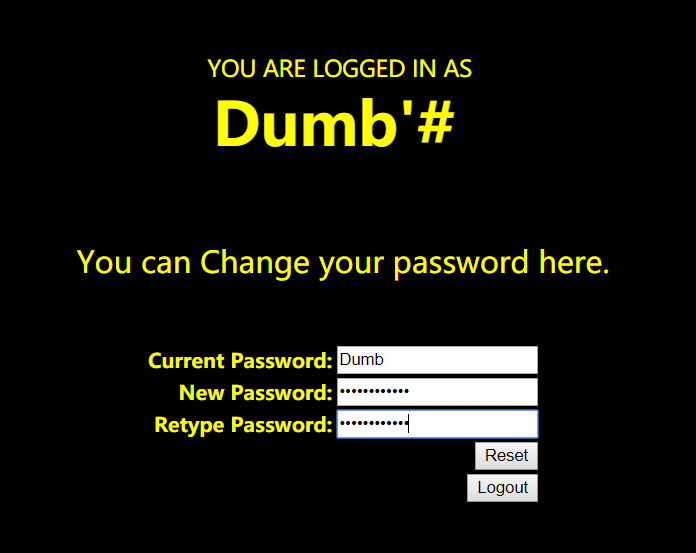 YOU ARE LOGGED IN AS
Dumb'#
You can Change your password here.
Current Password: Dumb
New Password: ••••••••••••
Retype Password: ••••••••••••
Reset
Logout